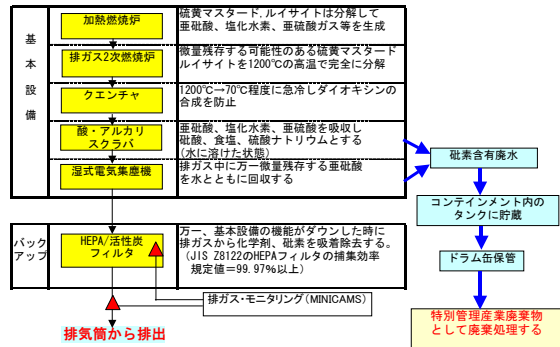 基
本
設
備
加熱燃焼炉
硫黄マスタード,ルイサイトは分解して
亜砒酸、塩化水素、亜硫酸ガス等を生成
排ガス2次燃焼炉
微量残存する可能性のある硫黄マスタード
ルイサイトを1200℃の高温で完全に分解
クエンチャ
1200℃→70℃程度に急冷しダイオキシンの
合成を防止
酸・アルカリ
スクラバ
亜砒酸、塩化水素、亜硫酸を吸収し
砒酸、食塩、硫酸ナトリウムとする
(水に溶けた状態)
湿式電気集塵機
排ガス中に万一微量残存する亜砒酸
を水とともに回収する
バック
アップ
HEPA/活性炭
フィルタ
万一、基本設備の機能がダウンした時に
排ガスから化学剤、砒素を吸着除去する。
(JIS Z8122のHEPAフィルタの捕集効率
規定値=99.97%以上)
排ガス・モニタリング(MINICAMS)
排気筒から排出
砒素含有廃水
コンテインメント内の
タンクに貯蔵
ドラム缶保管
特別管理産業廃棄物
として廃棄処理する